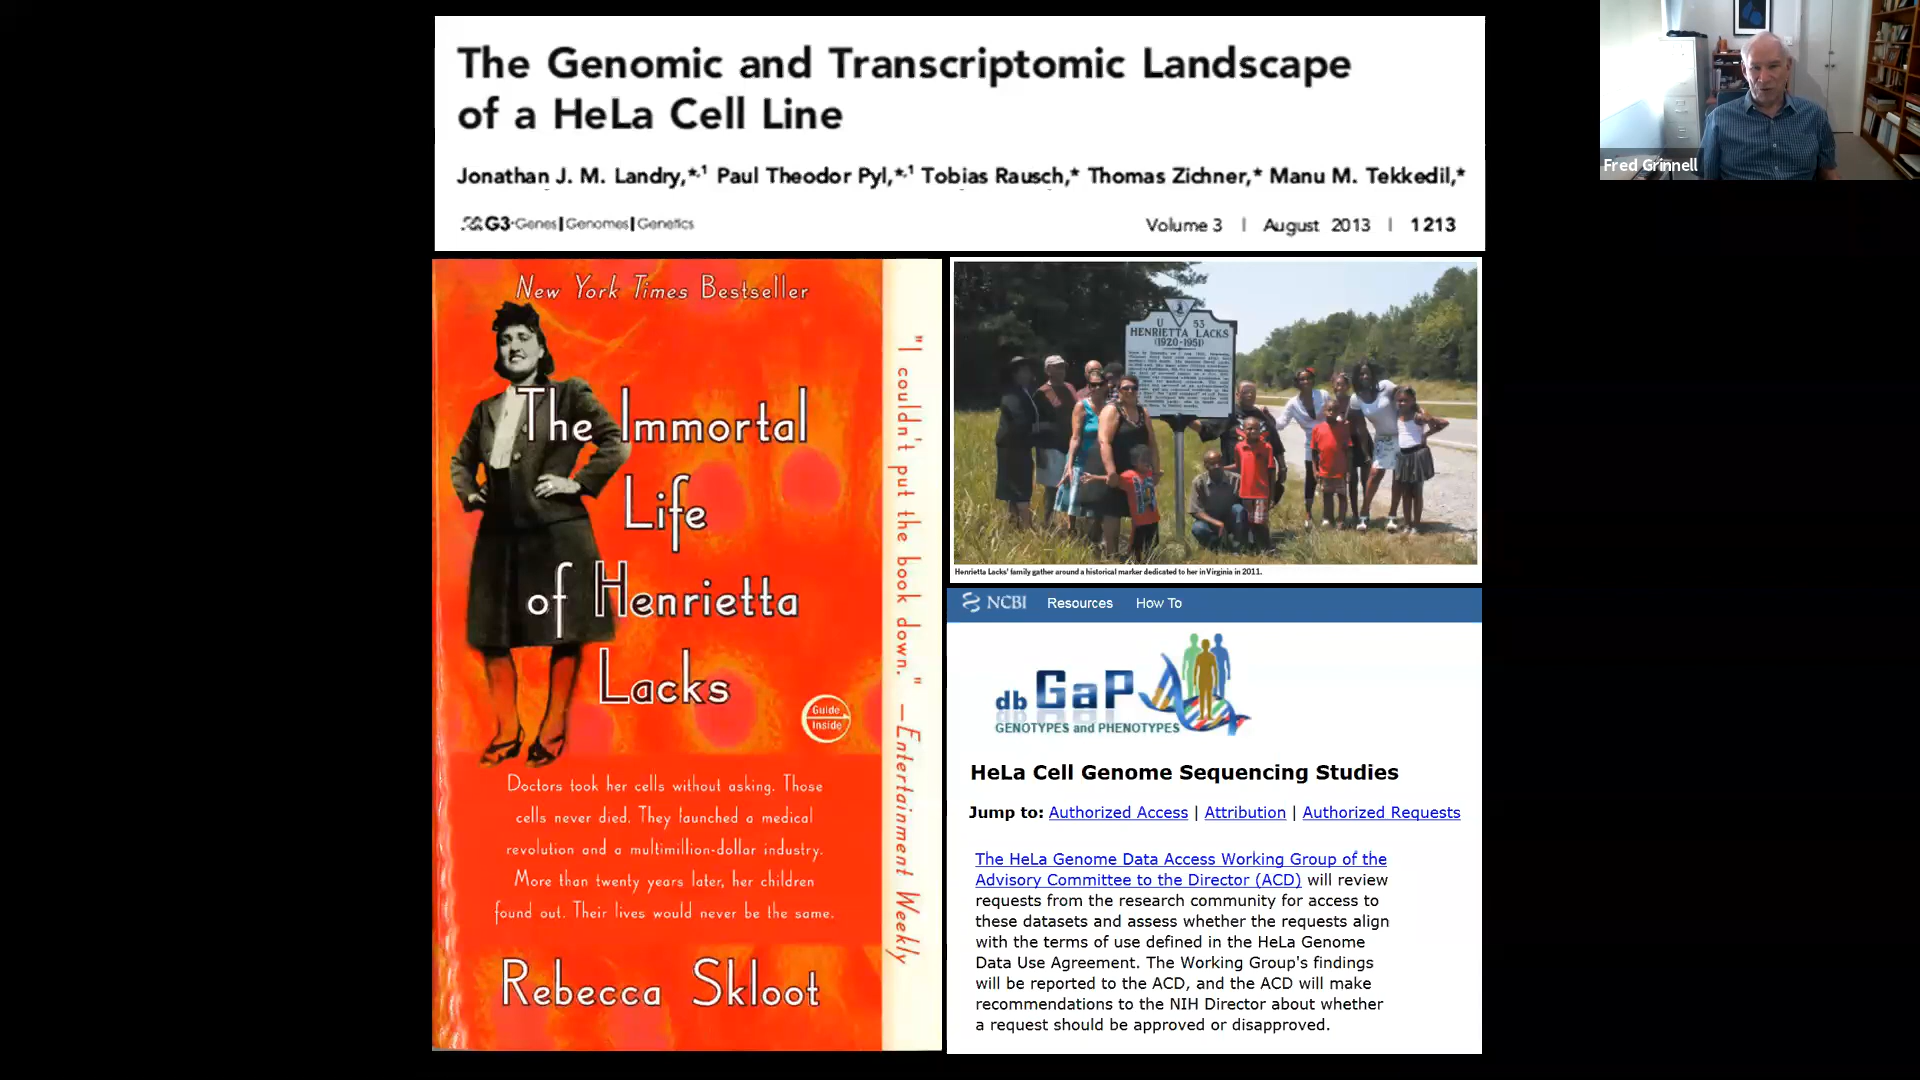 The Genomic and Transcriptomic Landscape
of a HeLa Cell Line
Jonathan J. M. Landry,*,1 Paul Theodor Pyl,*,1 Tobias Rausch,* Thomas Zichner,* Manu M. Tekkedil,*
G3·Genes|Genomes|Genetics
Volume 3 | August 2013 | 1213
Fred Grinnell
New York Times Bestseller
The Immortal
Life
of Henrietta
Lacks
Guide
Inside
Doctors took her cells without asking. Those
cells never died. They launched a medical
revolution and a multimillion-dollar industry.
More than twenty years later, her children
found out. Their lives would never be the same.
Rebecca Skloot
"I couldn't put the book down." —Entertainment Weekly
U 53
HENRIETTA LACKS
(1920-1951)
Henrietta Lacks' family gather around a historical marker dedicated to her in Virginia in 2011.
NCBI Resources How To
db GaP
GENOTYPES and PHENOTYPES
HeLa Cell Genome Sequencing Studies
Jump to: Authorized Access | Attribution | Authorized Requests
The HeLa Genome Data Access Working Group of the
Advisory Committee to the Director (ACD) will review
requests from the research community for access to
these datasets and assess whether the requests align
with the terms of use defined in the HeLa Genome
Data Use Agreement. The Working Group's findings
will be reported to the ACD, and the ACD will make
recommendations to the NIH Director about whether
a request should be approved or disapproved.